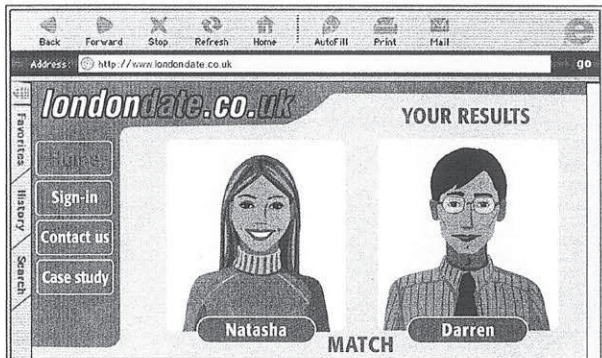 Back Forward Stop Refresh Home AutoFill Print Mail
Address: http://www.londondate.co.uk go
londondate.co.uk
YOUR RESULTS
Favorites
History
Search
Home
Sign-in
Contact us
Case study
Natasha
Darren
MATCH